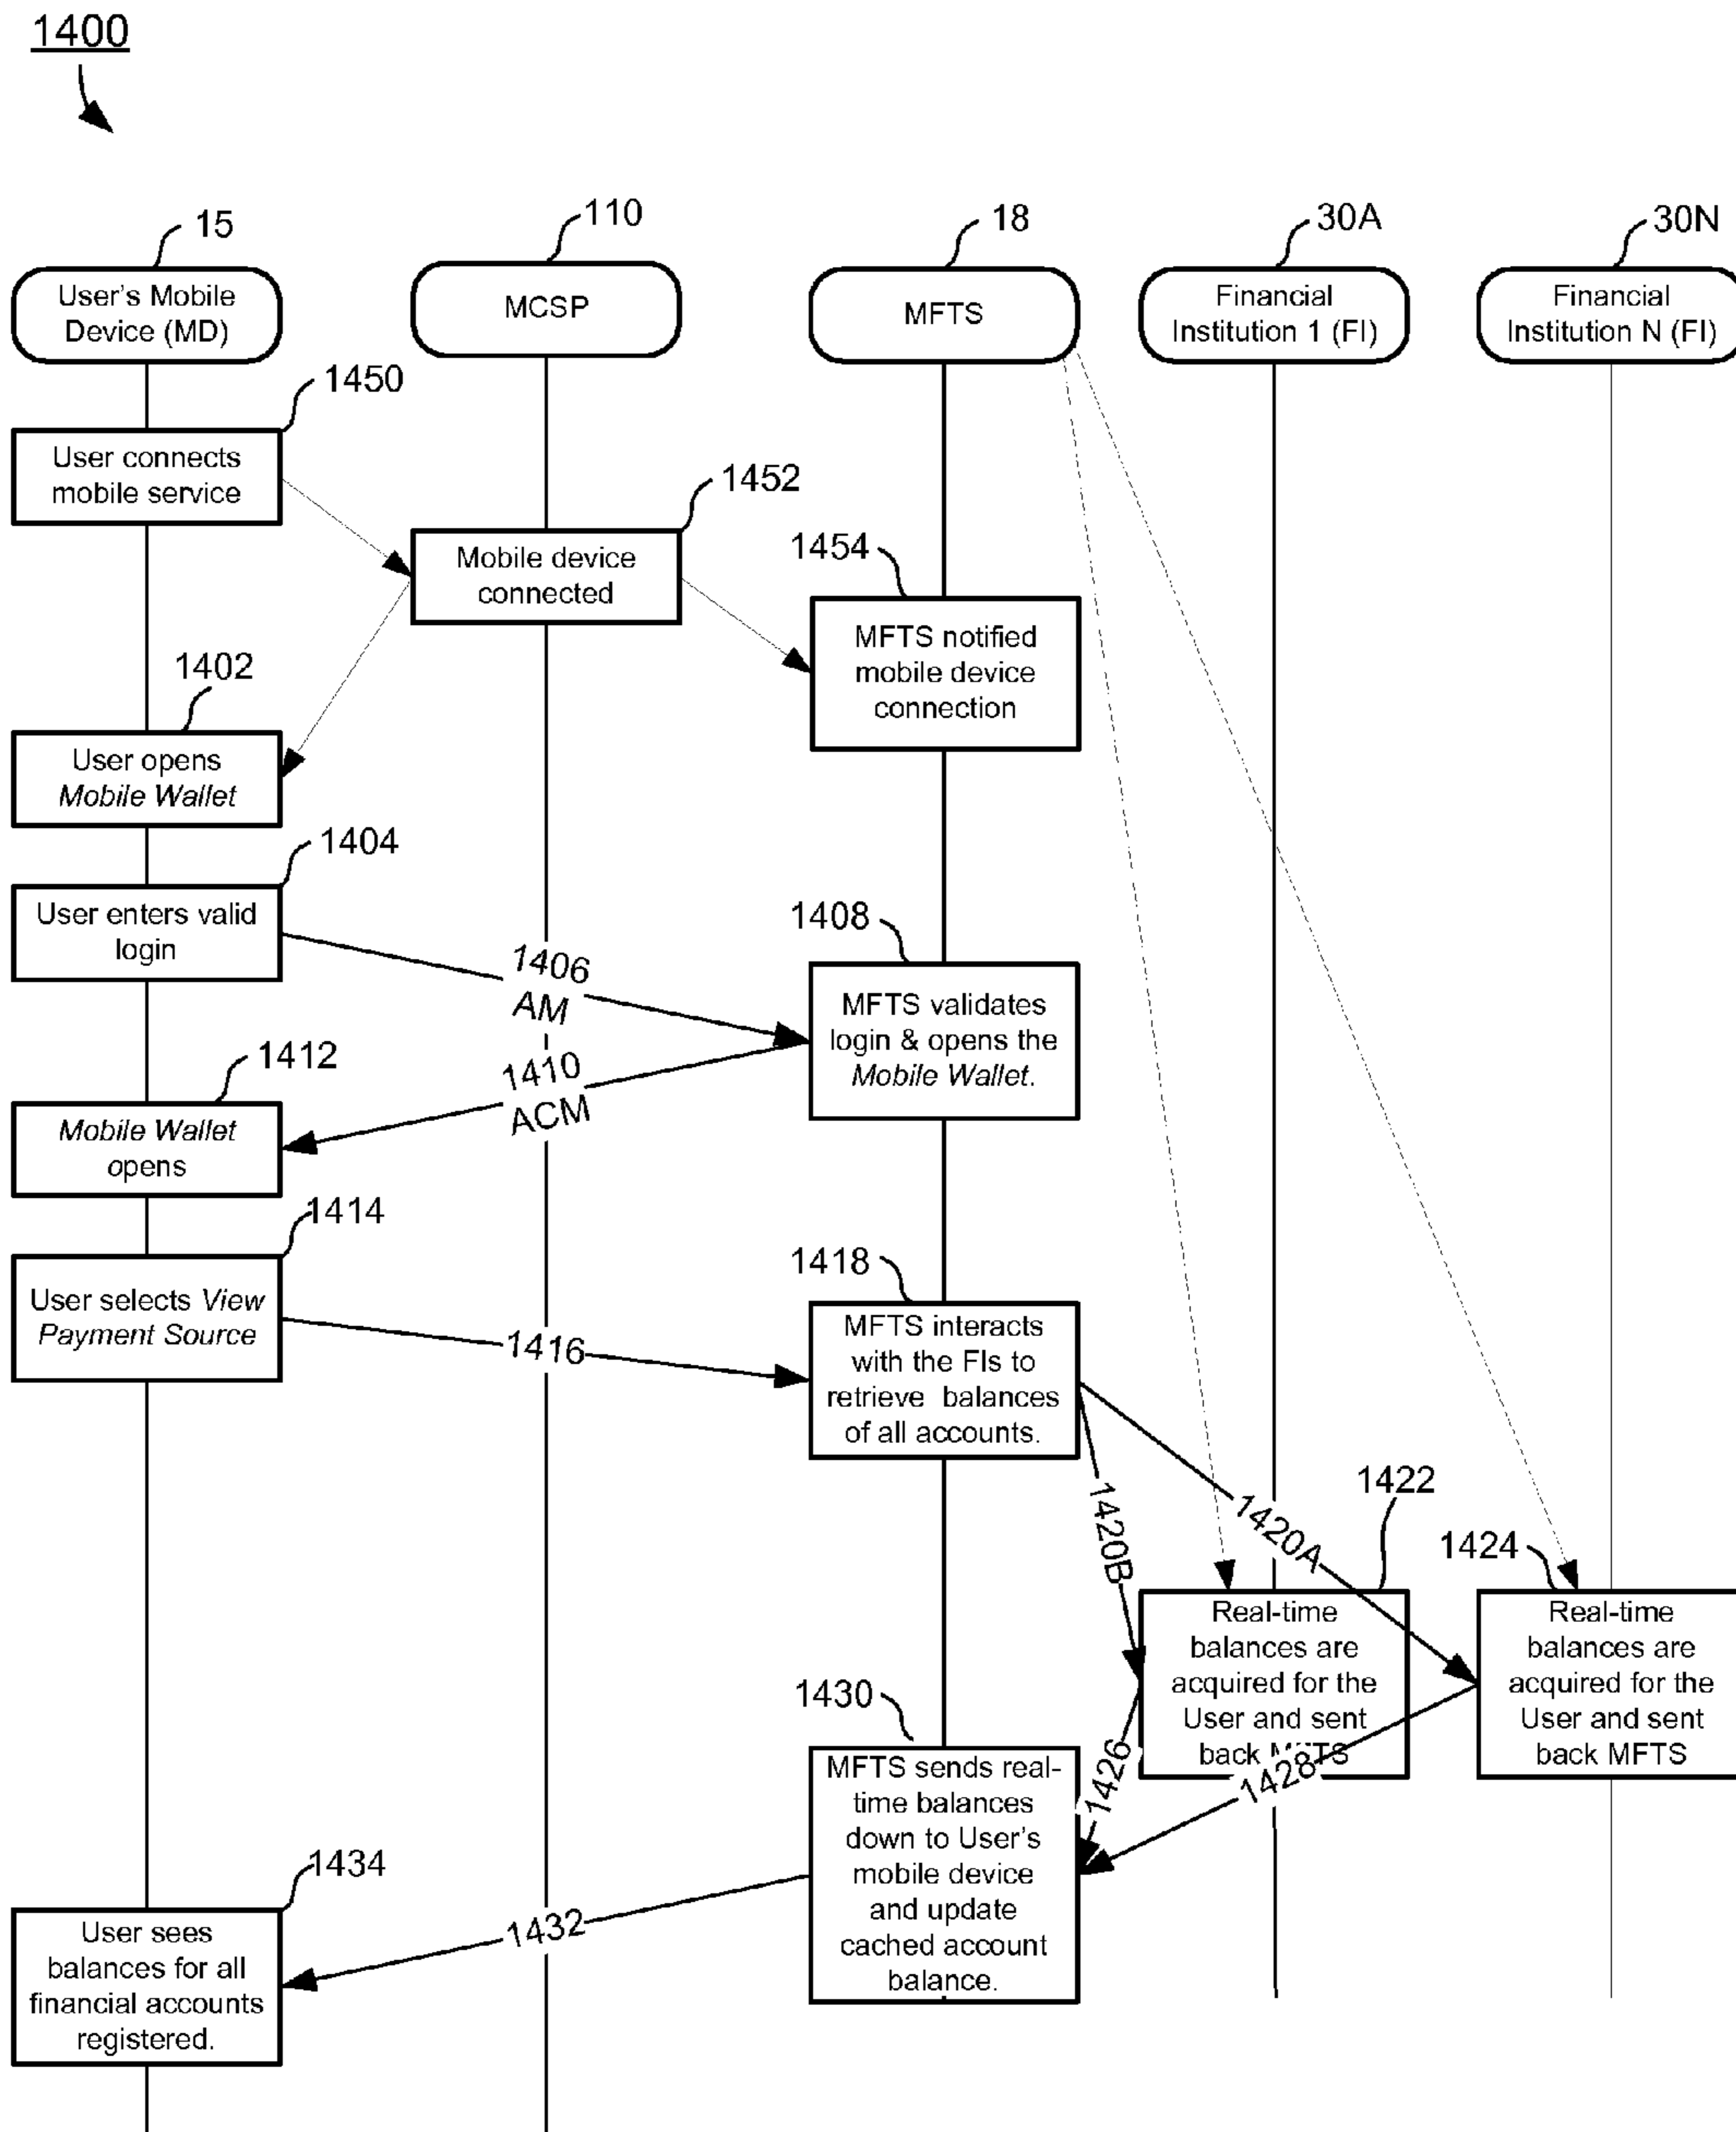 1400
15
110
18
30A
30N
User's Mobile
Device (MD)
MCSP
MFTS
Financial
Institution 1 (FI)
Financial
Institution N (FI)
1450
User connects
mobile service
1452
Mobile device
connected
1454
MFTS notified
mobile device
connection
1402
User opens
Mobile Wallet
1404
User enters valid
login
1406
AM
1408
MFTS validates
login & opens the
Mobile Wallet.
1410
ACM
1412
Mobile Wallet
opens
1414
User selects View
Payment Source
1416
1418
MFTS interacts
with the FIs to
retrieve balances
of all accounts.
1420B
1420A
1422
Real-time
balances are
acquired for the
User and sent
back MFTS
1424
Real-time
balances are
acquired for the
User and sent
back MFTS
1426
1428
1430
MFTS sends real-
time balances
down to User's
mobile device
and update
cached account
balance.
1432
1434
User sees
balances for all
financial accounts
registered.